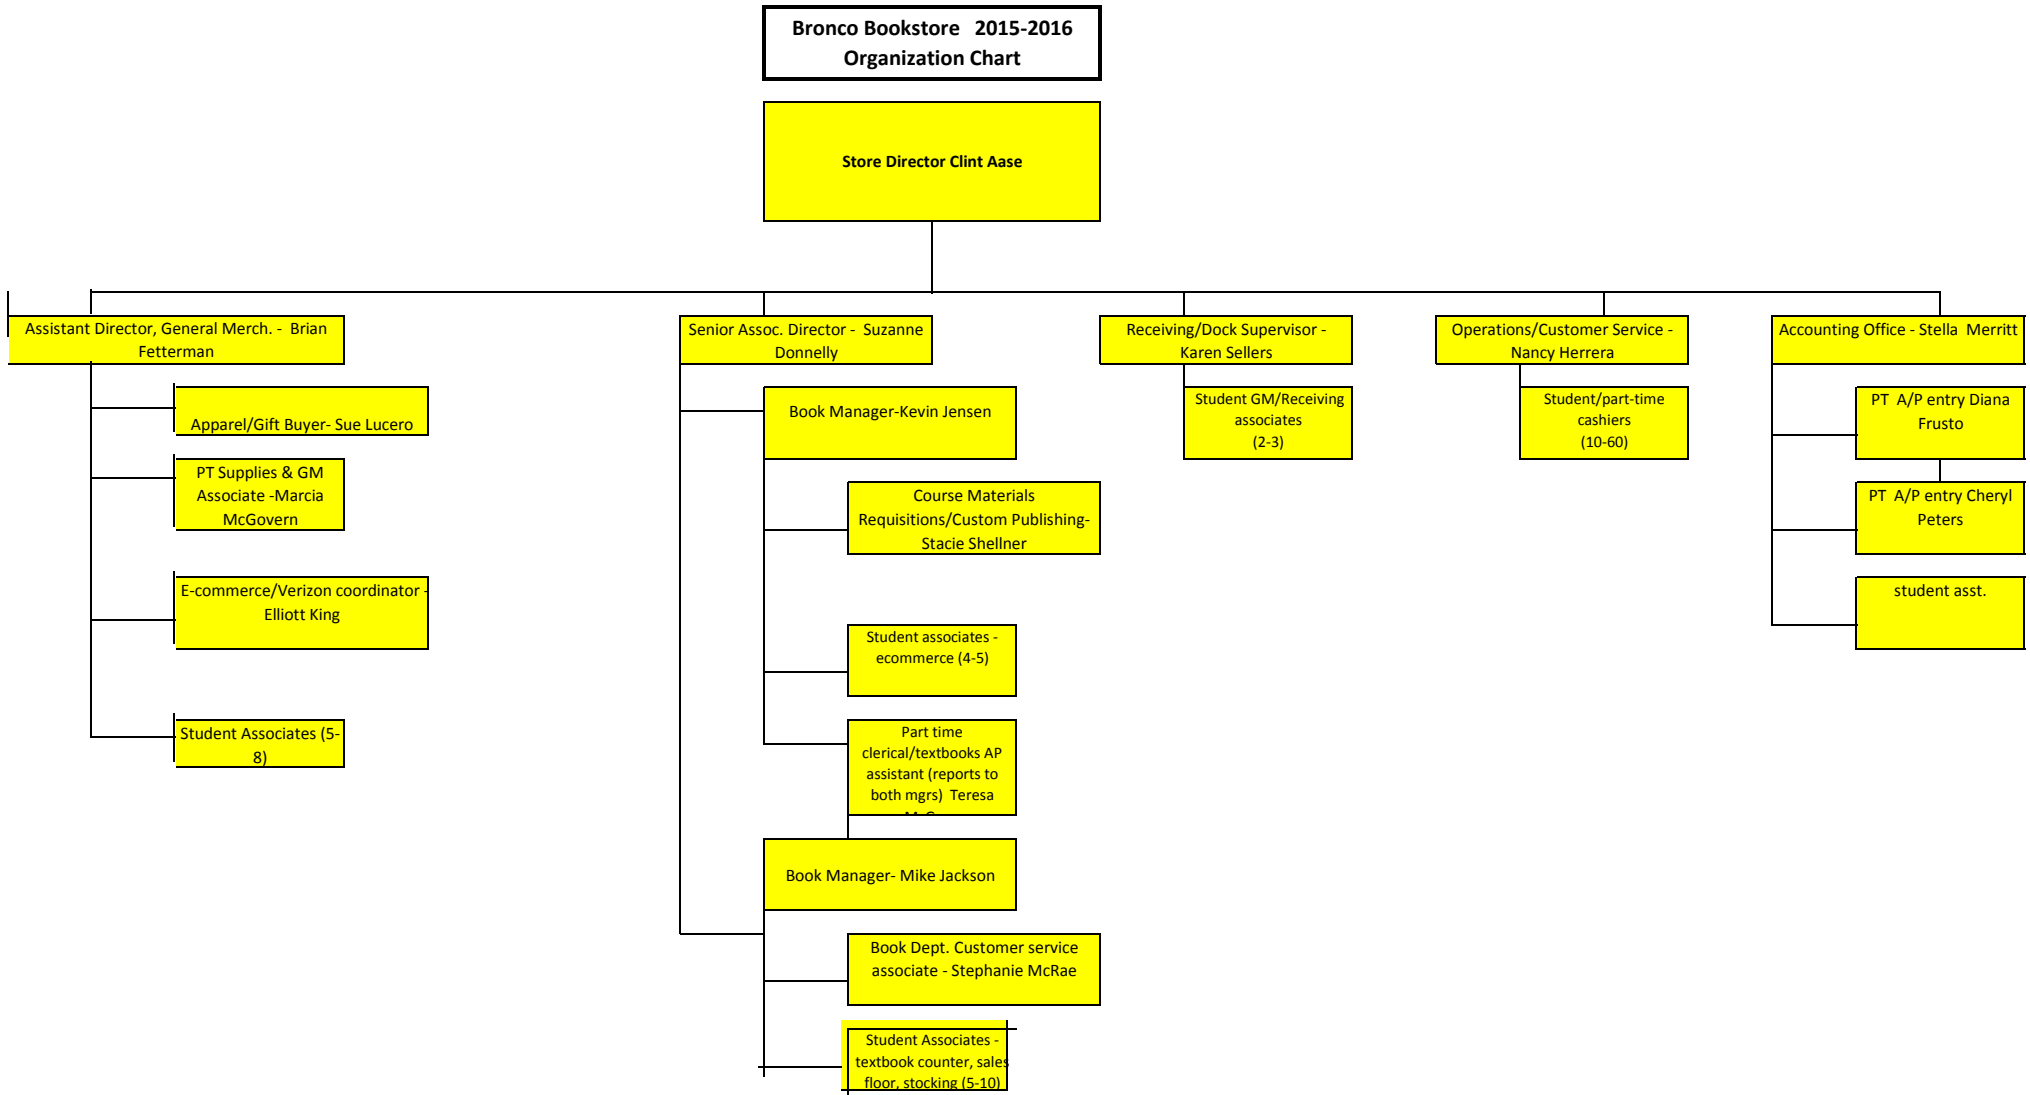 Bronco Bookstore 2015-2016
Organization Chart
Store Director Clint Aase
Assistant Director, General Merch. - Brian
Fetterman
Apparel/Gift Buyer- Sue Lucero
PT Supplies & GM
Associate -Marcia
McGovern
E-commerce/Verizon coordinator -
Elliott King
Student Associates (5-
8)
Senior Assoc. Director - Suzanne
Donnelly
Book Manager-Kevin Jensen
Course Materials
Requisitions/Custom Publishing-
Stacie Shellner
Student associates -
ecommerce (4-5)
Part time
clerical/textbooks AP
assistant (reports to
both mgrs) Teresa
Book Manager- Mike Jackson
Book Dept. Customer service
associate - Stephanie McRae
Student Associates -
textbook counter, sales
floor, stocking (5-10)
Receiving/Dock Supervisor -
Karen Sellers
Student GM/Receiving
associates
(2-3)
Operations/Customer Service -
Nancy Herrera
Student/part-time
cashiers
(10-60)
Accounting Office - Stella Merritt
PT A/P entry Diana
Frusto
PT A/P entry Cheryl
Peters
student asst.